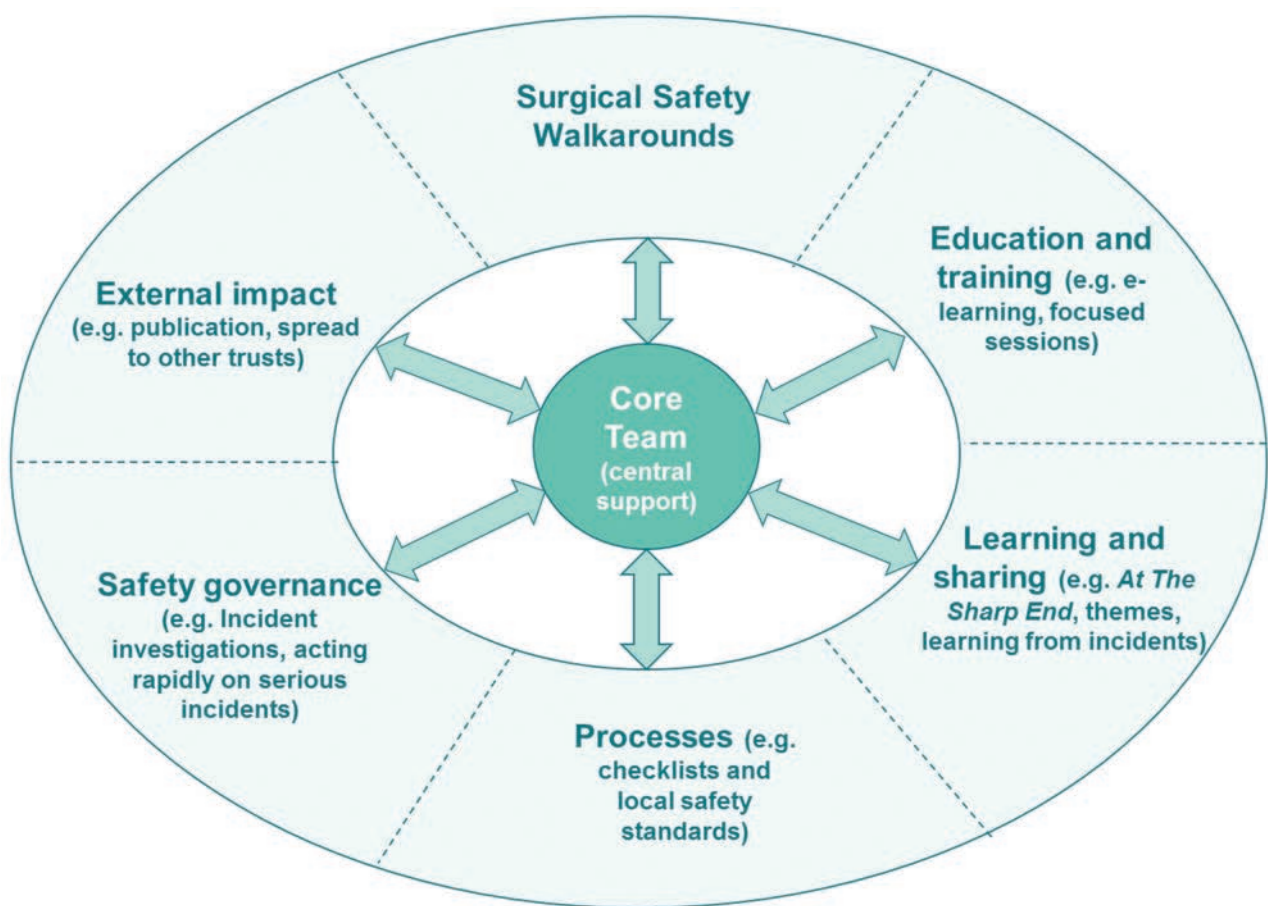 Surgical Safety
Walkarounds
Education and
training (e.g. e-
learning, focused
sessions)
Learning and
sharing (e.g. At The
Sharp End, themes,
learning from incidents)
Processes (e.g.
checklists and
local safety
standards)
Safety governance
(e.g. Incident
investigations, acting
rapidly on serious
incidents)
External impact
(e.g. publication, spread
to other trusts)
Core
Team
(central
support)